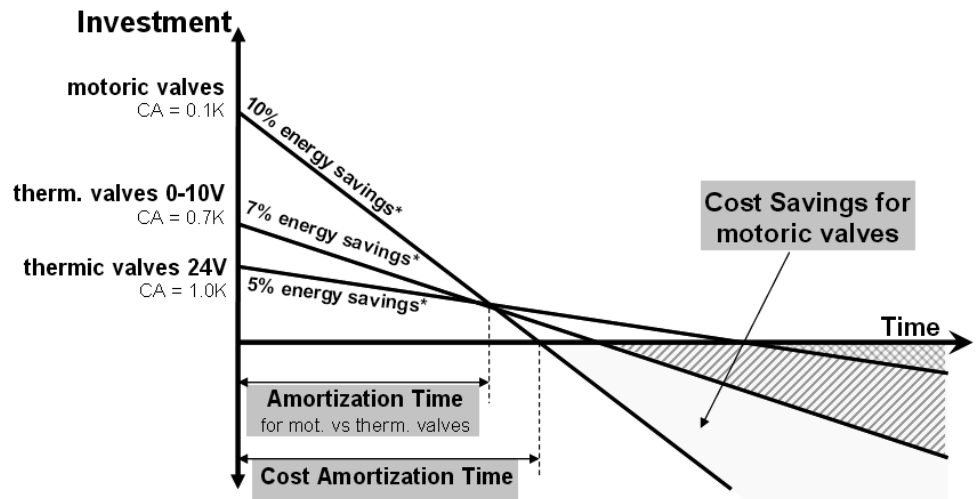 Investment
motoric valves
CA = 0.1K
10% energy savings*
therm. valves 0-10V
CA = 0.7K
7% energy savings*
thermic valves 24V
CA = 1.0K
5% energy savings*
Cost Savings for
motoric valves
Time
Amortization Time
for mot. vs therm. valves
Cost Amortization Time